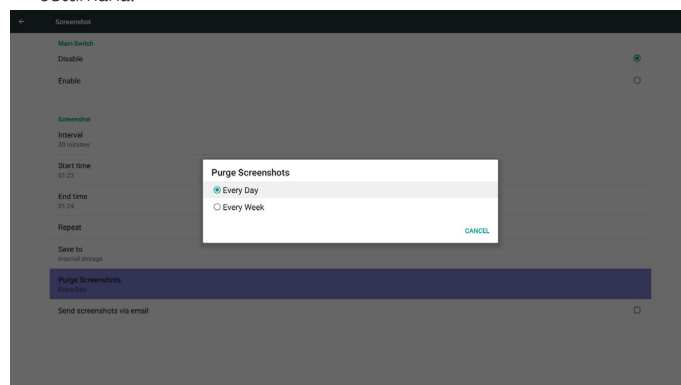 Screenshot
Main Switch
Disable
Enable
Screenshot
Interval
30 minutes
Start time
01:23
End time
01:24
Repeat
Save to
Internal storage
Purge Screenshots
Every Day
Send screenshots via email
Purge Screenshots
Every Day
Every Week
CANCEL